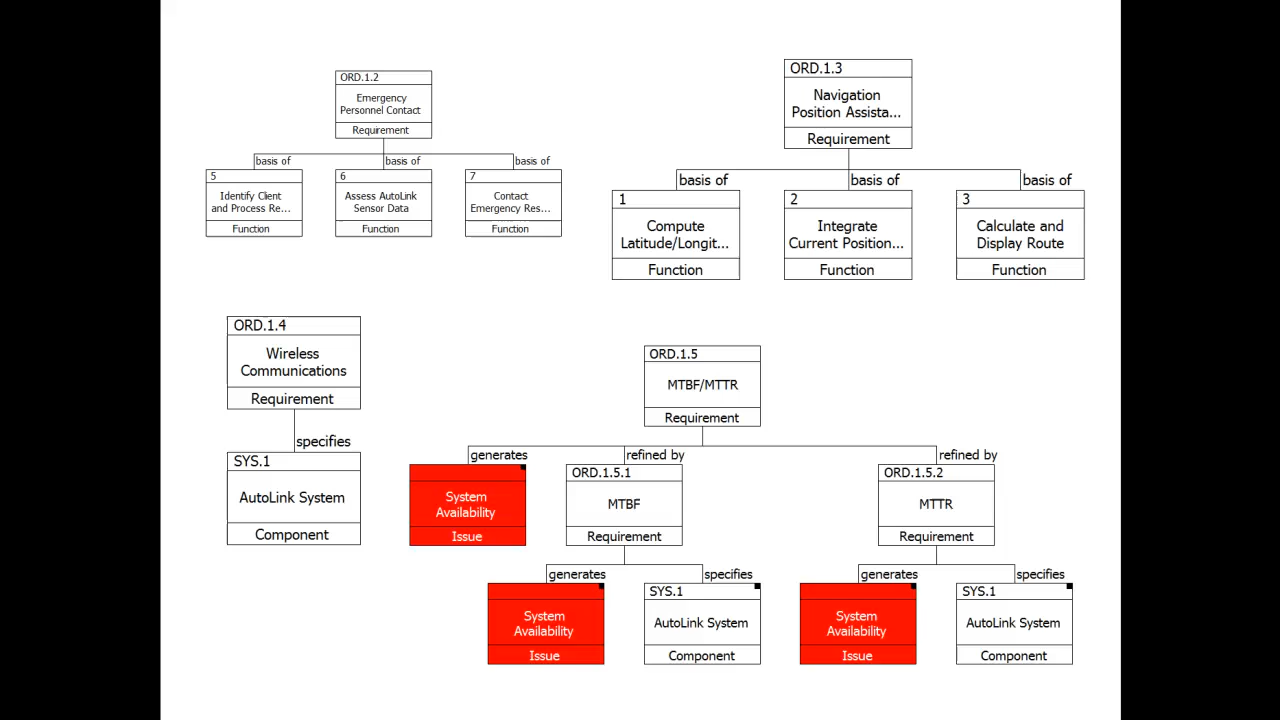 ORD.1.2
Emergency
Personnel Contact
Requirement
basis of
basis of
basis of
5
Identify Client
and Process Re...
Function
6
Assess AutoLink
Sensor Data
Function
7
Contact
Emergency Res...
Function
ORD.1.3
Navigation
Position Assista...
Requirement
basis of
basis of
basis of
1
Compute
Latitude/Longit...
Function
2
Integrate
Current Position...
Function
3
Calculate and
Display Route
Function
ORD.1.4
Wireless
Communications
Requirement
specifies
SYS.1
AutoLink System
Component
ORD.1.5
MTBF/MTTR
Requirement
generates
refined by
refined by
System
Availability
Issue
ORD.1.5.1
MTBF
Requirement
ORD.1.5.2
MTTR
Requirement
generates
specifies
generates
specifies
System
Availability
Issue
SYS.1
AutoLink System
Component
System
Availability
Issue
SYS.1
AutoLink System
Component